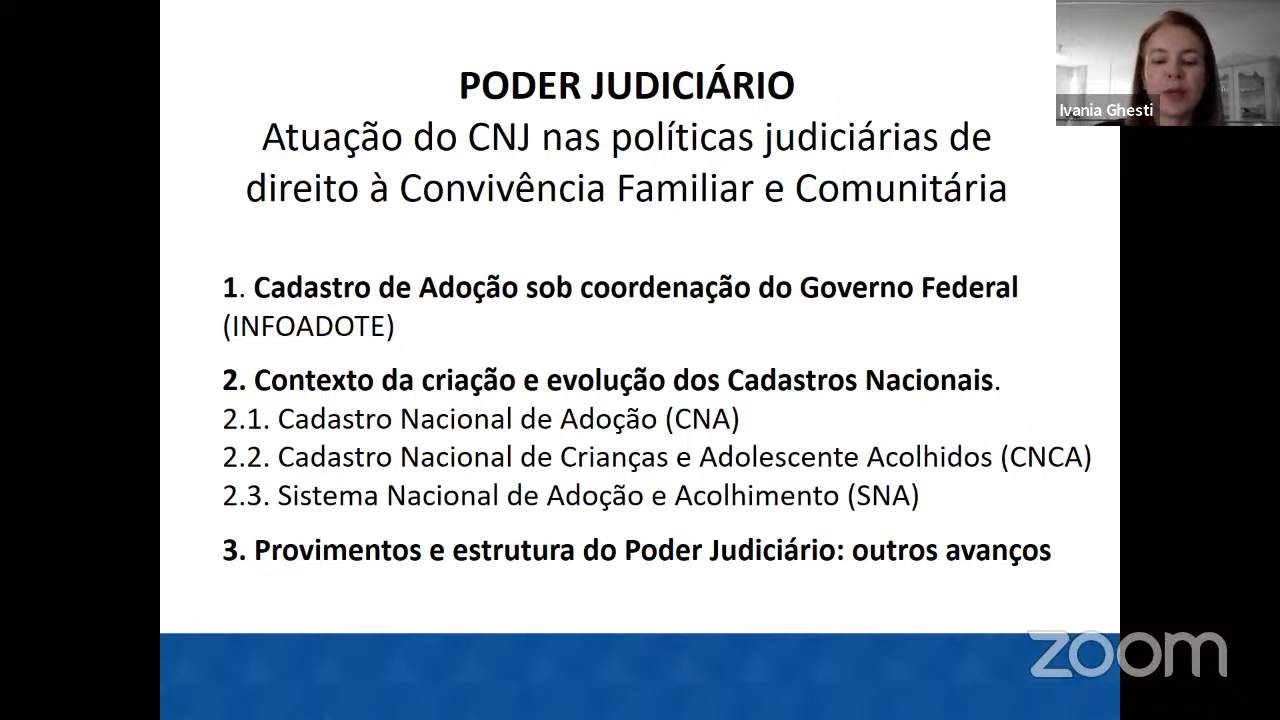 PODER JUDICIÁRIO
Atuação do CNJ nas políticas judiciárias de
direito à Convivência Familiar e Comunitária
Ivania Ghesti
1. Cadastro de Adoção sob coordenação do Governo Federal
(INFOADOTE)
2. Contexto da criação e evolução dos Cadastros Nacionais.
2.1. Cadastro Nacional de Adoção (CNA)
2.2. Cadastro Nacional de Crianças e Adolescente Acolhidos (CNCA)
2.3. Sistema Nacional de Adoção e Acolhimento (SNA)
3. Provimentos e estrutura do Poder Judiciário: outros avanços
zoom